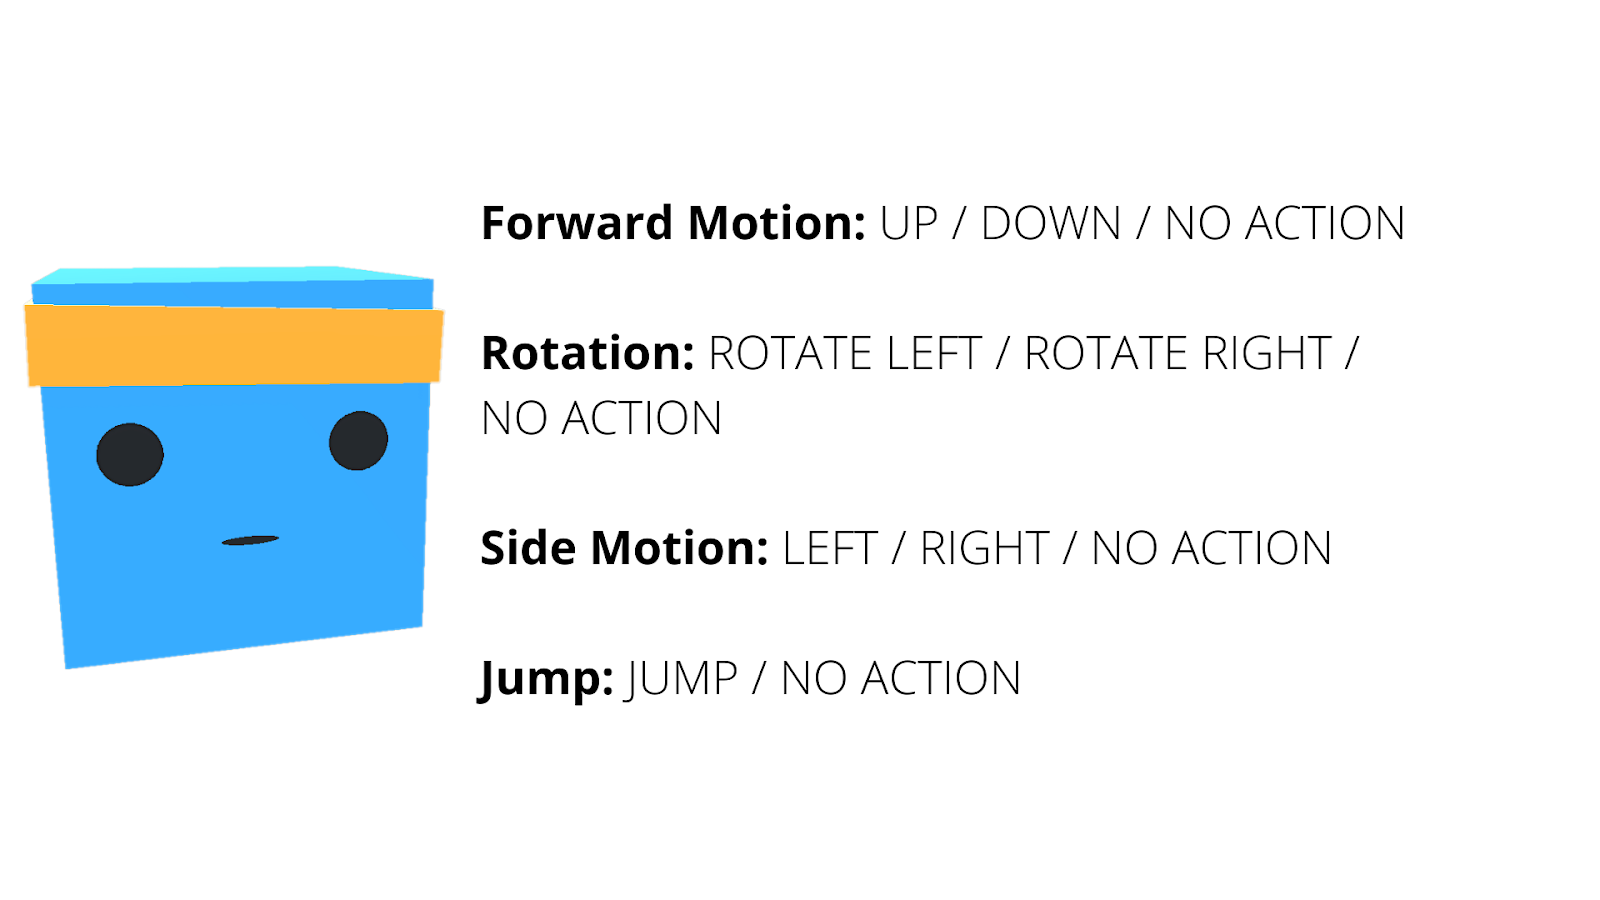 Forward Motion: UP / DOWN / NO ACTION
Rotation: ROTATE LEFT / ROTATE RIGHT /
NO ACTION
Side Motion: LEFT / RIGHT / NO ACTION
Jump: JUMP / NO ACTION